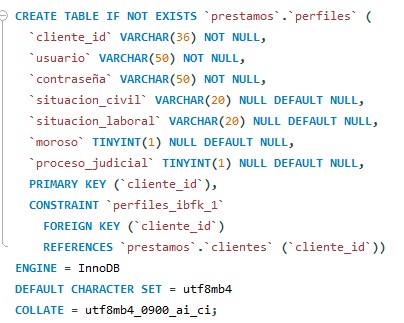 CREATE TABLE IF NOT EXISTS `prestamos`.`perfiles` (
`cliente_id` VARCHAR(36) NOT NULL,
`usuario` VARCHAR(50) NOT NULL,
`contraseña` VARCHAR(50) NOT NULL,
`situacion_civil` VARCHAR(20) NULL DEFAULT NULL,
`situacion_laboral` VARCHAR(20) NULL DEFAULT NULL,
`moroso` TINYINT(1) NULL DEFAULT NULL,
`proceso_judicial` TINYINT(1) NULL DEFAULT NULL,
PRIMARY KEY (`cliente_id`),
CONSTRAINT `perfiles_ibfk_1`
FOREIGN KEY (`cliente_id`)
REFERENCES `prestamos`.`clientes` (`cliente_id`))
ENGINE = InnoDB
DEFAULT CHARACTER SET = utf8mb4
COLLATE = utf8mb4_0900_ai_ci;